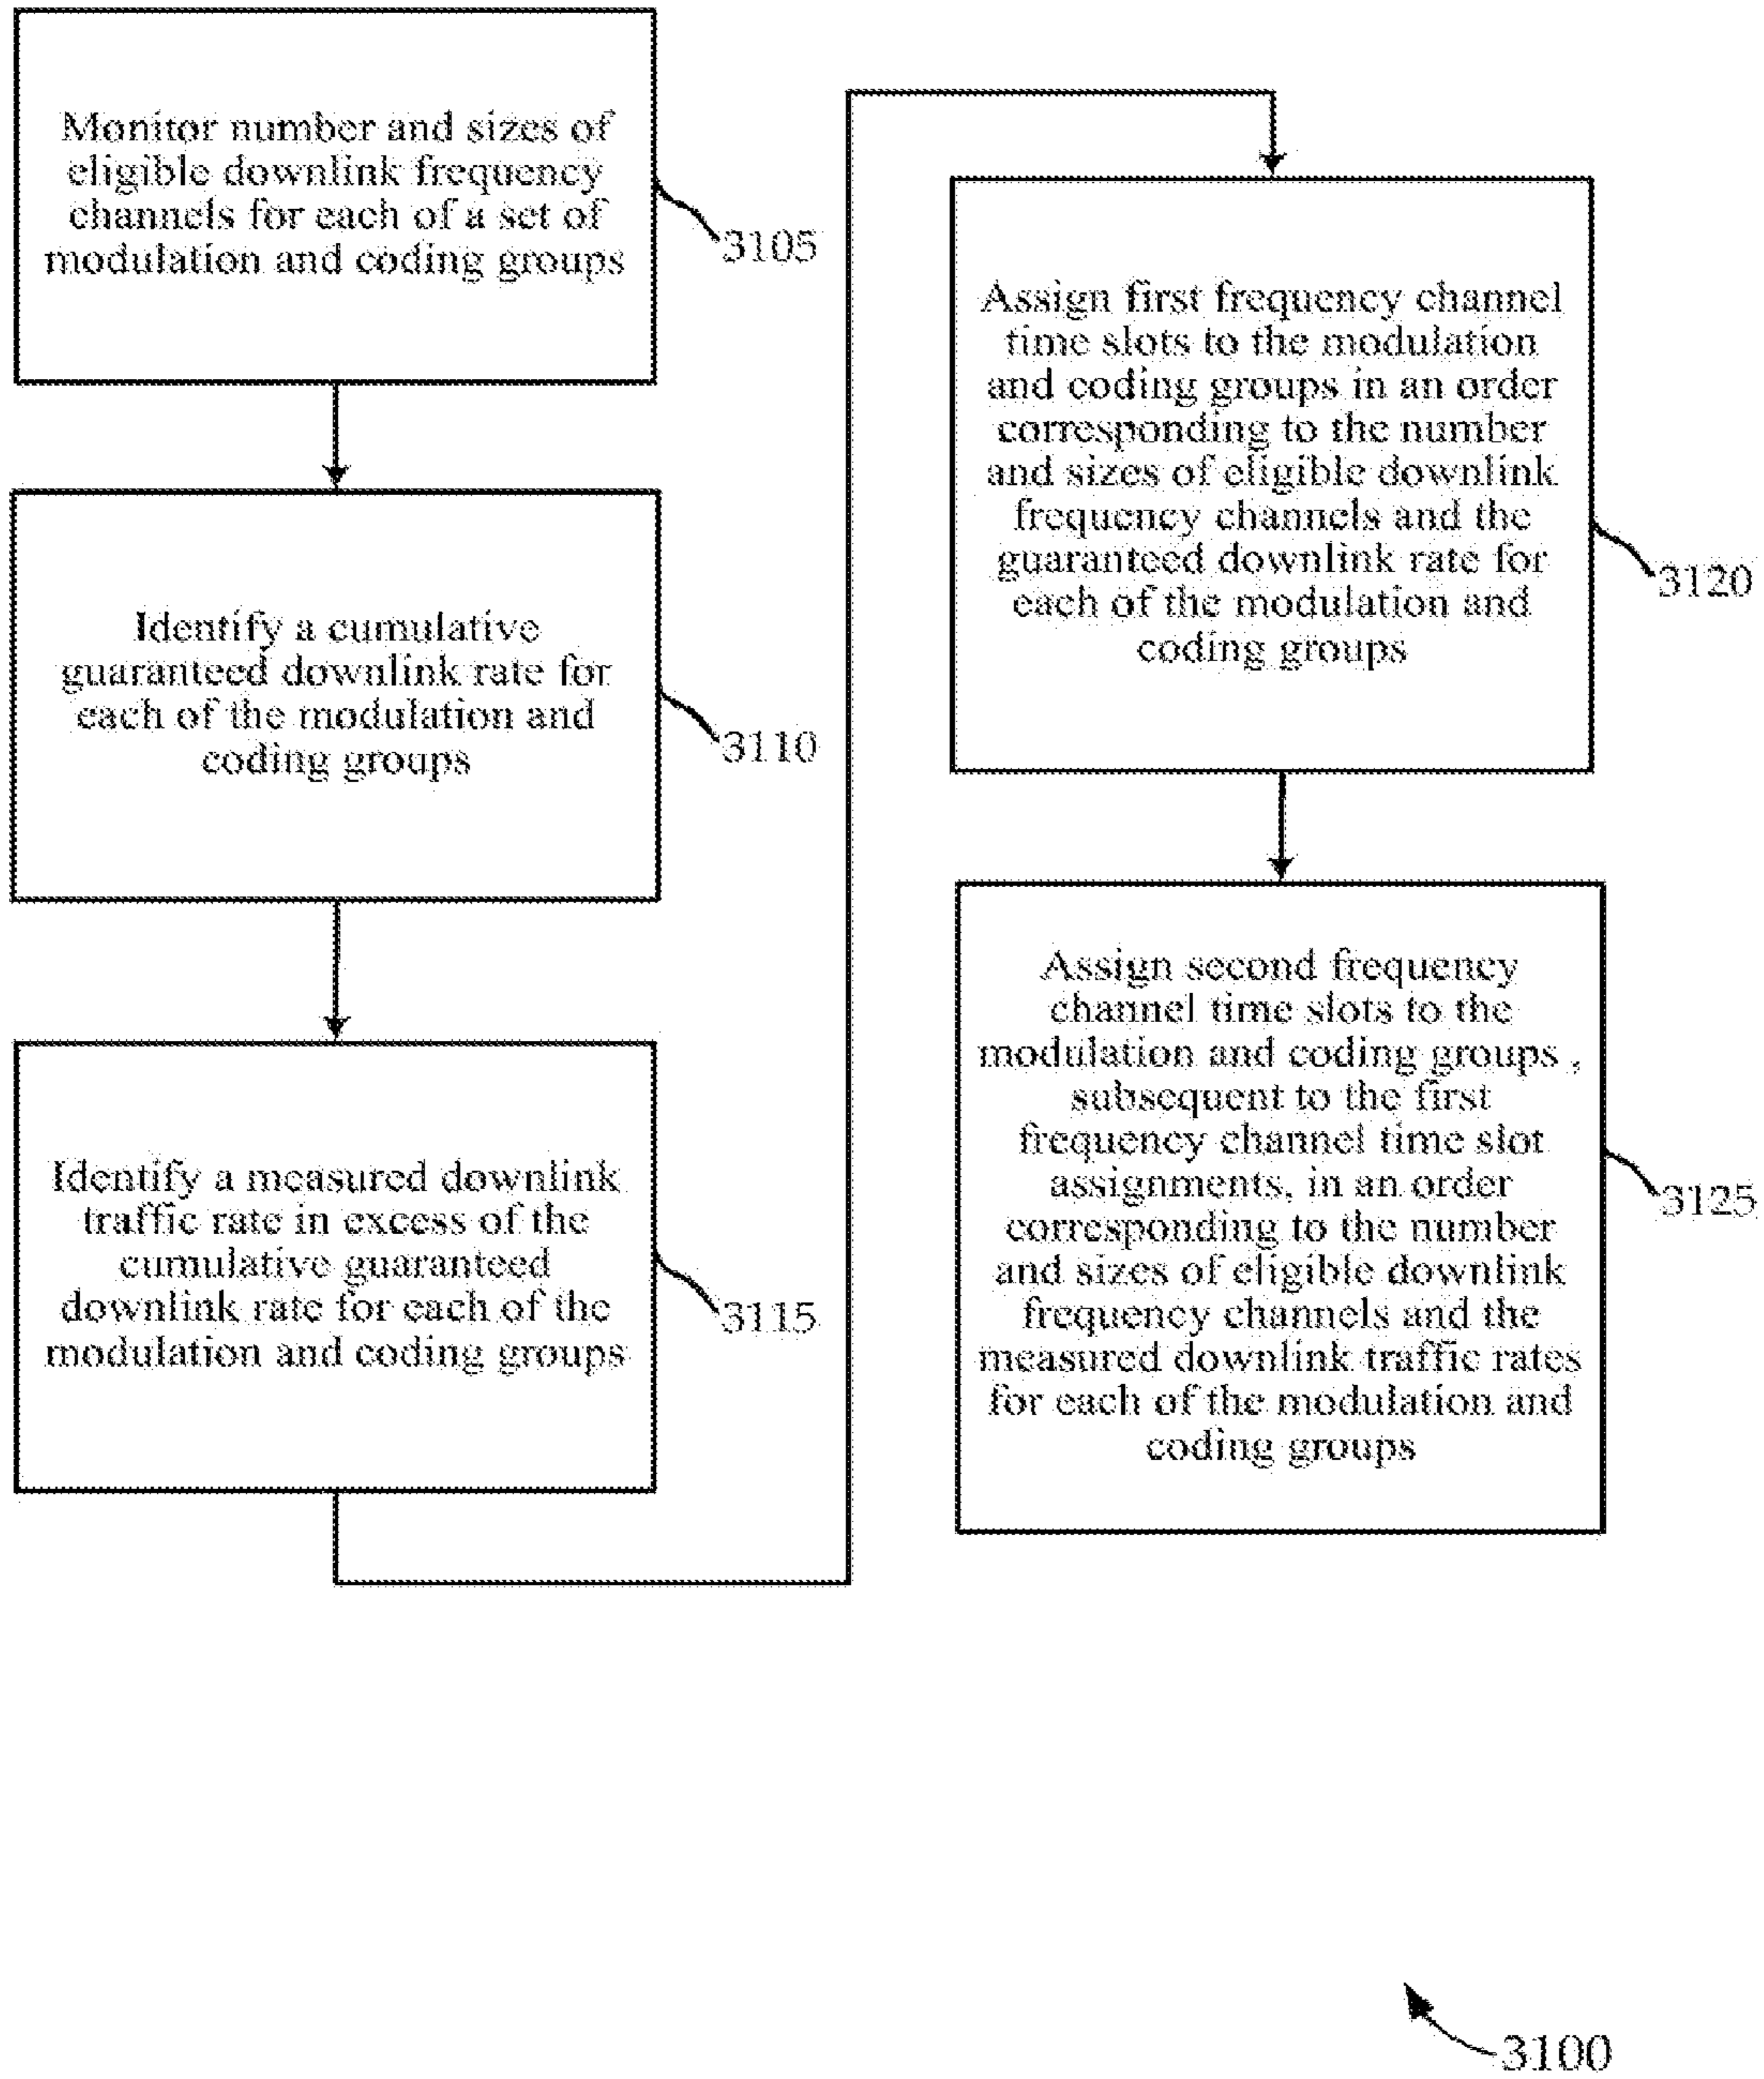 Monitor number and sizes of
eligible downlink frequency
channels for each of a set of
modulation and coding groups
3105
Identify a cumulative
guaranteed downlink rate for
each of the modulation and
coding groups
3110
Identify a measured downlink
traffic rate in excess of the
cumulative guaranteed
downlink rate for each of the
modulation and coding groups
3115
Assign first frequency channel
time slots to the modulation
and coding groups in an order
corresponding to the number
and sizes of eligible downlink
frequency channels and the
guaranteed downlink rate for
each of the modulation and
coding groups
3120
Assign second frequency
channel time slots to the
modulation and coding groups ,
subsequent to the first
frequency channel time slot
assignments, in an order
corresponding to the number
and sizes of eligible downlink
frequency channels and the
measured downlink traffic rates
for each of the modulation and
coding groups
3125
3100